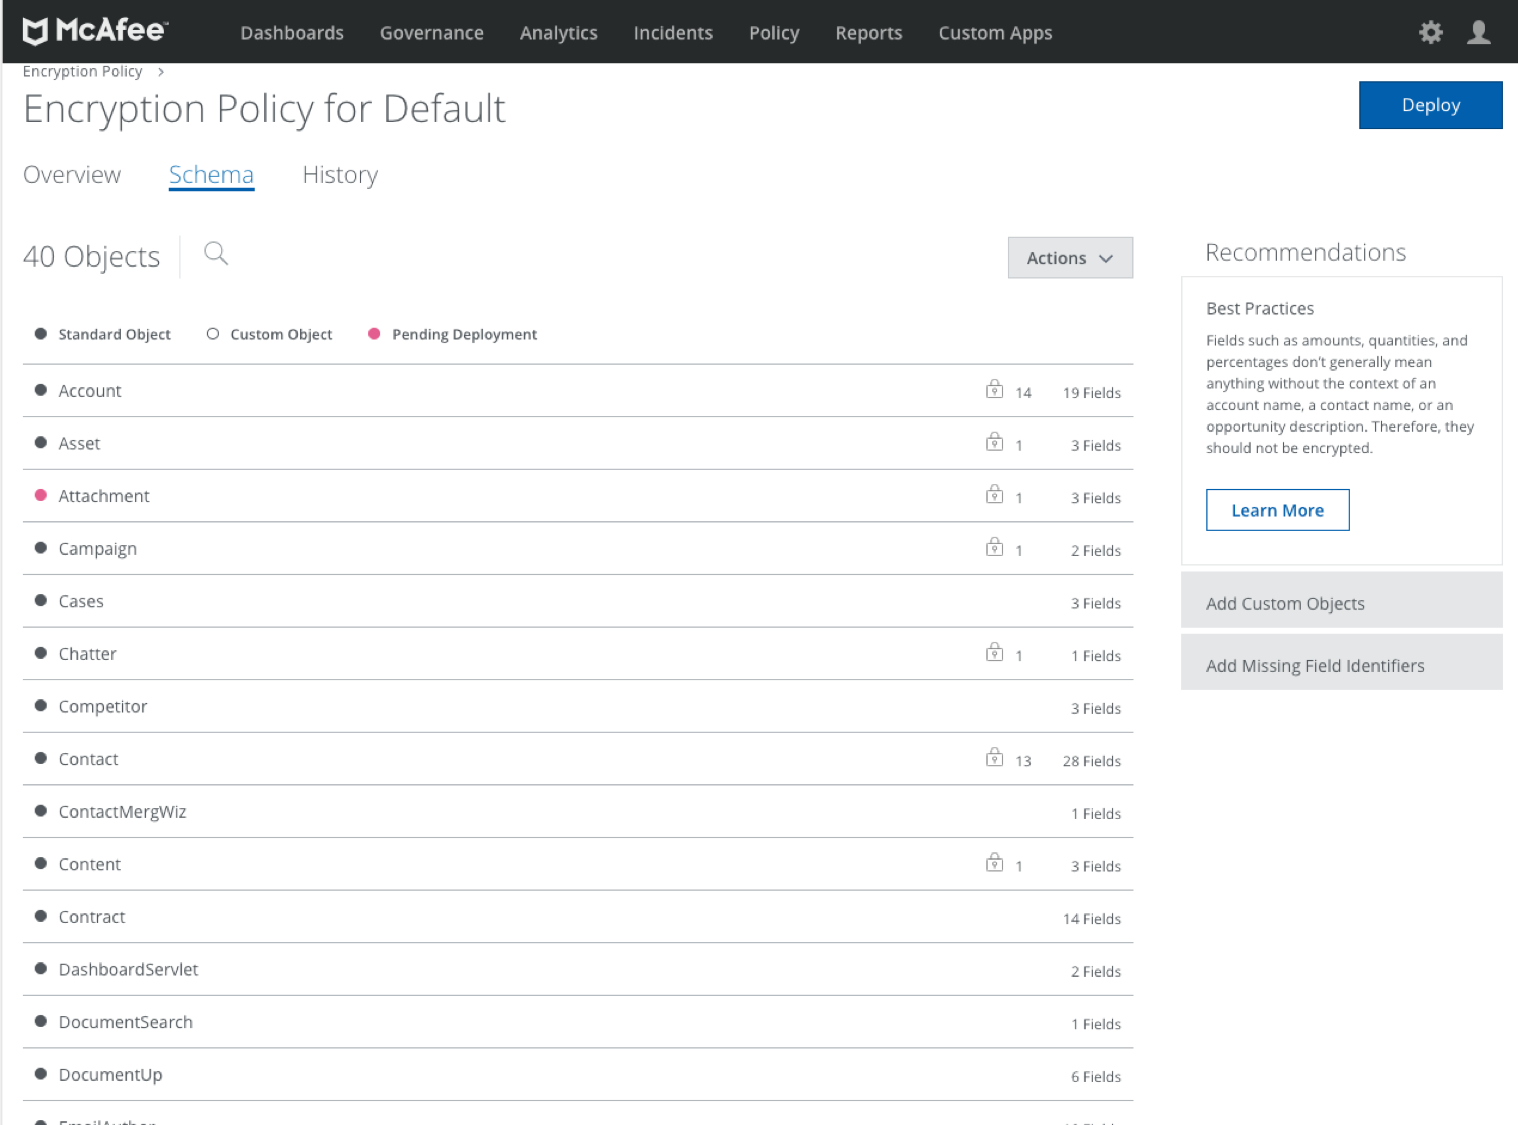 McAfee™ Dashboards Governance Analytics Incidents Policy Reports Custom Apps
Encryption Policy >
Encryption Policy for Default
Deploy
Overview Schema History
40 Objects
Actions
Standard Object Custom Object Pending Deployment
Account 14 19 Fields
Asset 1 3 Fields
Attachment 1 3 Fields
Campaign 1 2 Fields
Cases 3 Fields
Chatter 1 1 Fields
Competitor 3 Fields
Contact 13 28 Fields
ContactMergWiz 1 Fields
Content 1 3 Fields
Contract 14 Fields
DashboardServlet 2 Fields
DocumentSearch 1 Fields
DocumentUp 6 Fields
Recommendations
Best Practices
Fields such as amounts, quantities, and
percentages don't generally mean
anything without the context of an
account name, a contact name, or an
opportunity description. Therefore, they
should not be encrypted.
Learn More
Add Custom Objects
Add Missing Field Identifiers